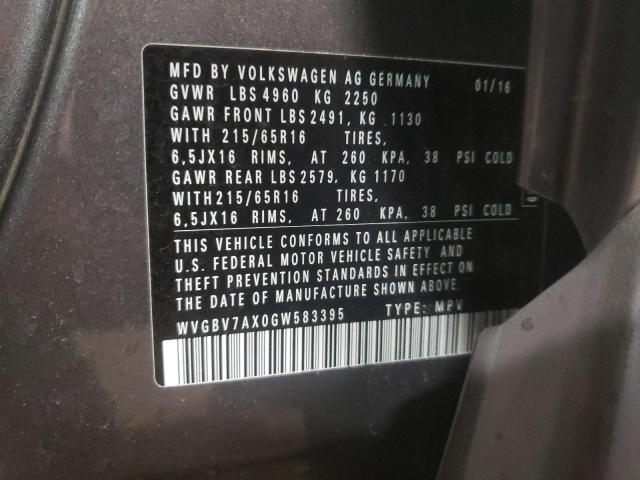 MFD BY VOLKSWAGEN AG GERMANY 01/16
GVWR LBS 4960 KG 2250
GAWR FRONT LBS 2491, KG 1130
WITH 215/65R16 TIRES,
6,5JX16 RIMS, AT 260 KPA, 38 PSI COLD
GAWR REAR LBS 2579, KG 1170
WITH215/65R16 TIRES,
6,5JX16 RIMS, AT 260 KPA, 38 PSI COLD
THIS VEHICLE CONFORMS TO ALL APPLICABLE
U.S. FEDERAL MOTOR VEHICLE SAFETY AND
THEFT PREVENTION STANDARDS IN EFFECT ON
THE DATE OF MANUFACTURE SHOWN ABOVE.
WVGBV7AX0GW583395 TYPE: MPV